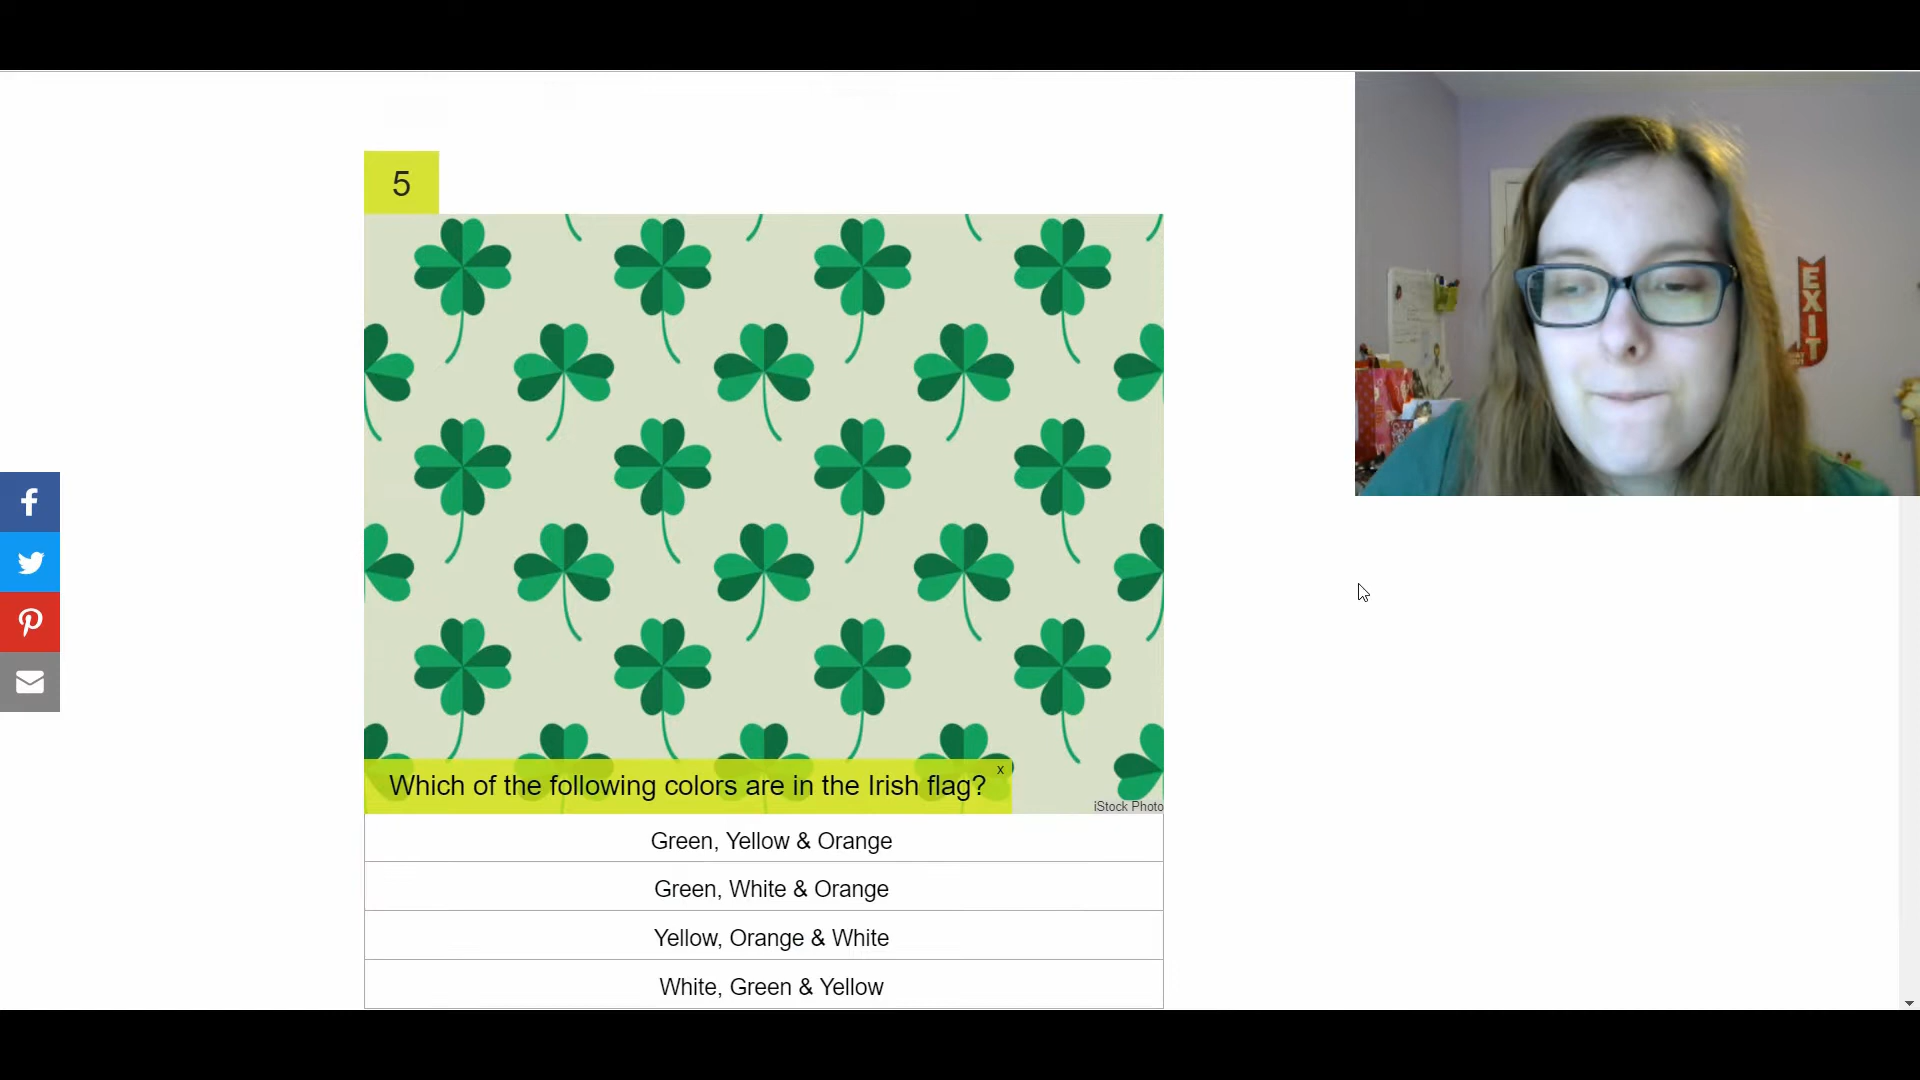 5
Which of the following colors are in the Irish flag?
x
iStock Photo
Green, Yellow & Orange
Green, White & Orange
Yellow, Orange & White
White, Green & Yellow
EXIT